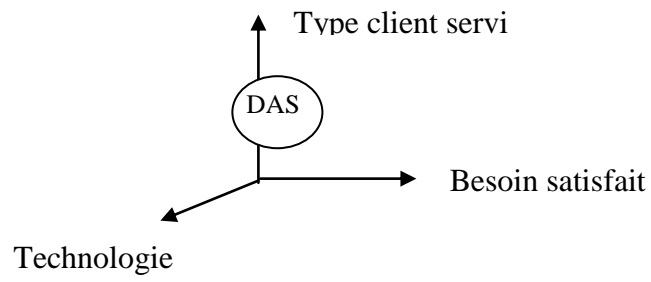 Type client servi
DAS
Besoin satisfait
Technologie